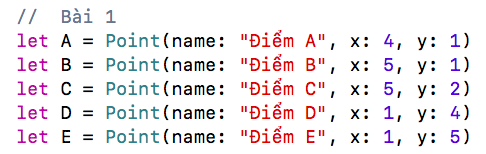 //  Bài 1
let A = Point(name: "Điểm A", x: 4, y: 1)
let B = Point(name: "Điểm B", x: 5, y: 1)
let C = Point(name: "Điểm C", x: 5, y: 2)
let D = Point(name: "Điểm D", x: 1, y: 4)
let E = Point(name: "Điểm E", x: 1, y: 5)